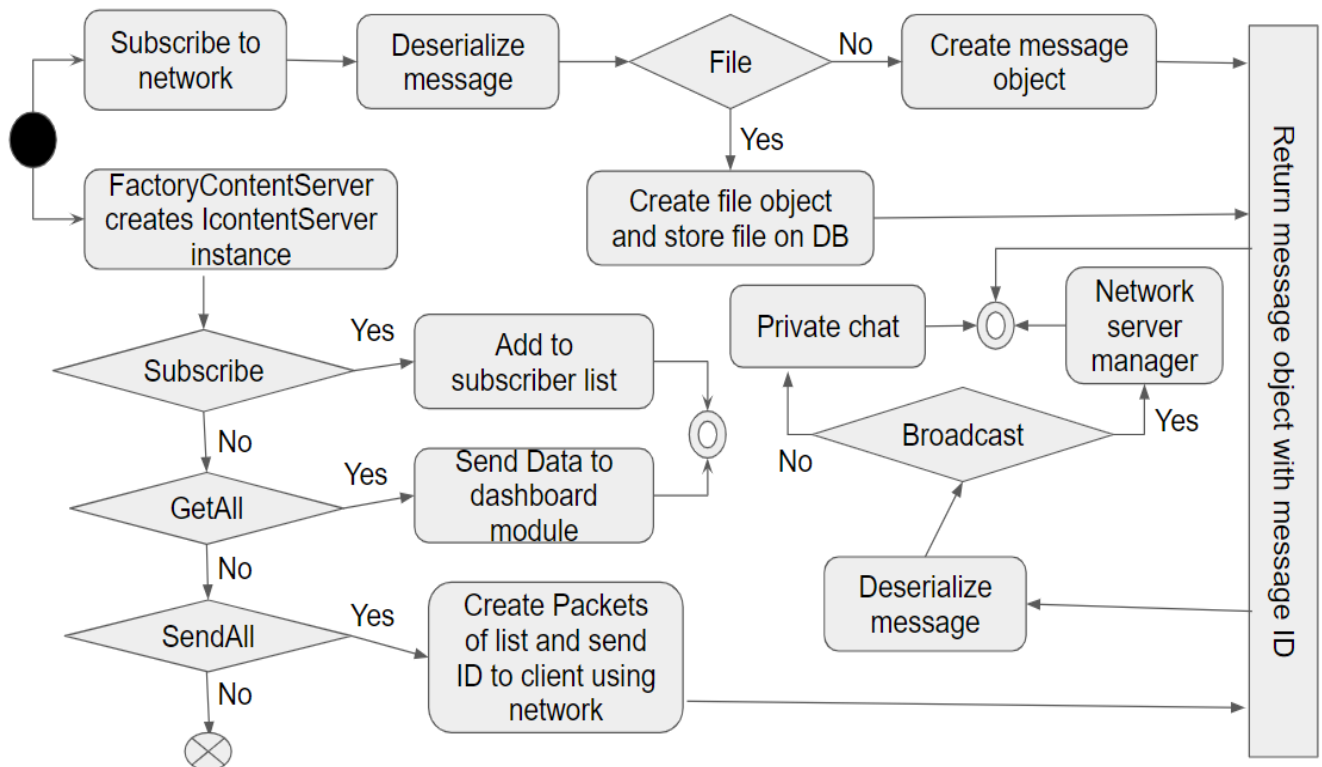 Subscribe to
network
Deserialize
message
File
No
Create message
object
Yes
Create file object
and store file on DB
FactoryContentServer
creates IcontentServer
instance
Subscribe
Yes
Add to
subscriber list
No
GetAll
Yes
Send Data to
dashboard
module
No
SendAll
Yes
Create Packets
of list and send
ID to client using
network
No
Private chat
Network
server
manager
Broadcast
No
Yes
Deserialize
message
Return message object with message ID